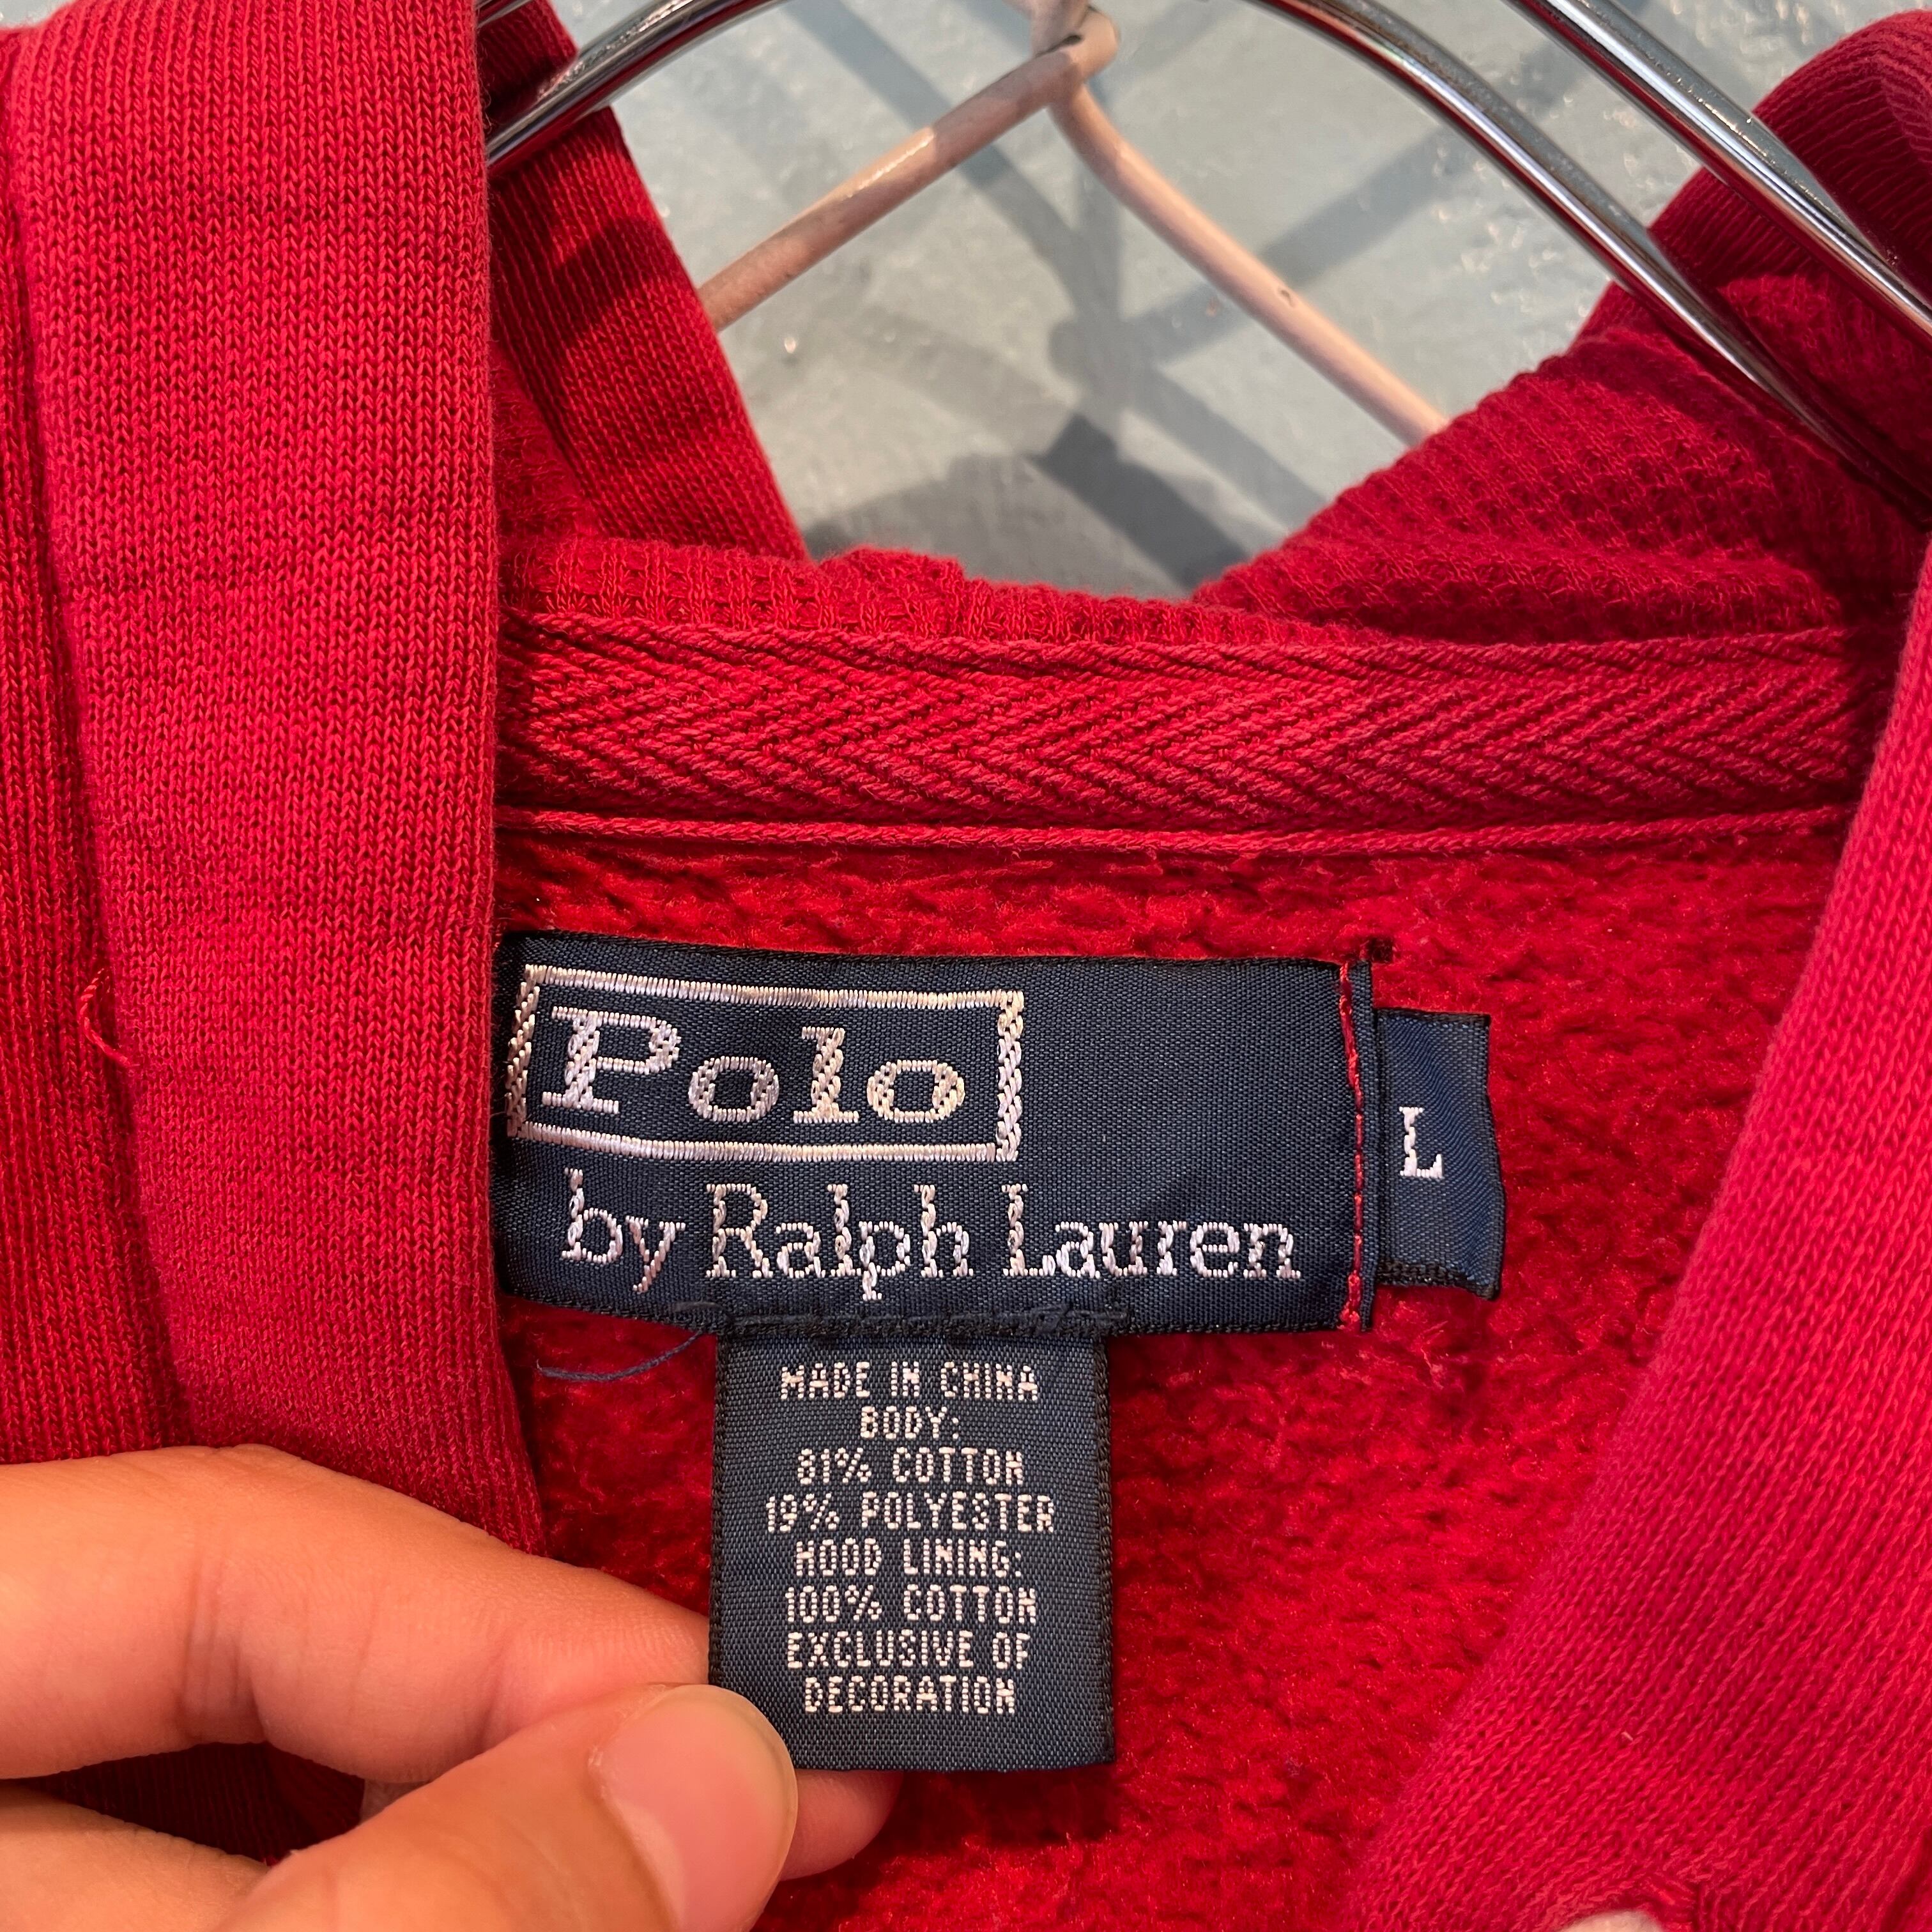 Polo
by Ralph Lauren
L
MADE IN CHINA
BODY:
81% COTTON
19% POLYESTER
HOOD LINING:
100% COTTON
EXCLUSIVE OF
DECORATION